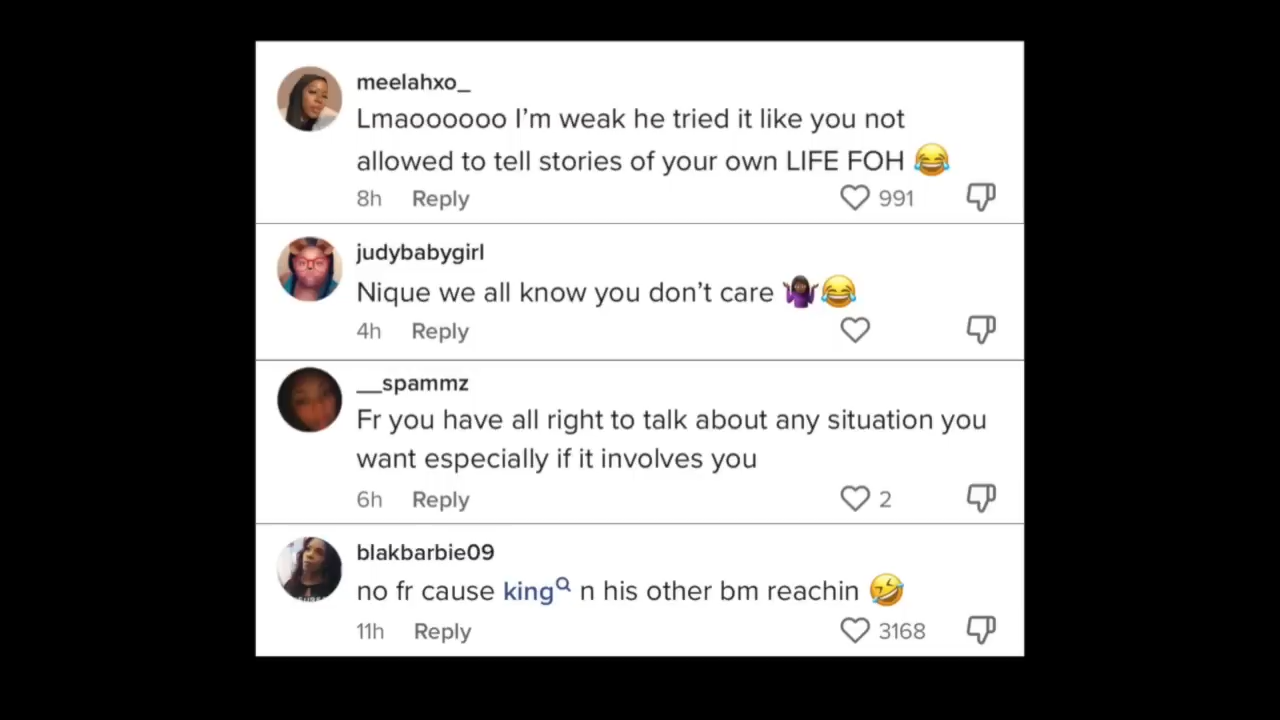 meelahxo_
Lmaoooooo I’m weak he tried it like you not
allowed to tell stories of your own LIFE FOH 😂
8h Reply 991
judybabygirl
Nique we all know you don’t care 🤷🏿‍♀️😂
4h Reply
__spammz
Fr you have all right to talk about any situation you
want especially if it involves you
6h Reply 2
blakbarbie09
no fr cause king n his other bm reachin 🤣
11h Reply 3168